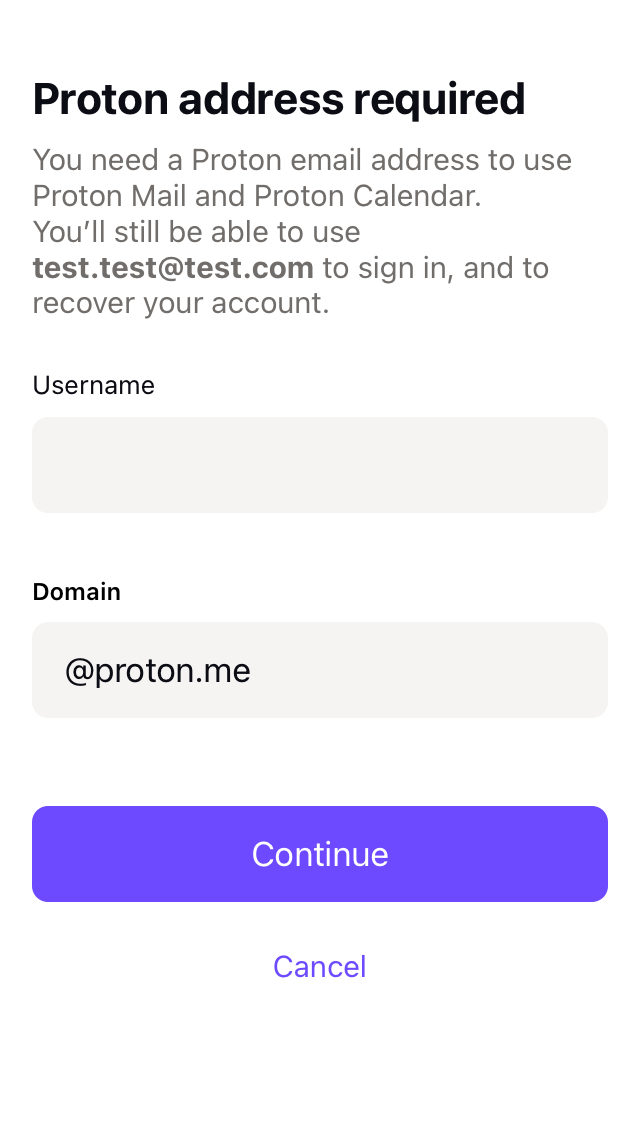 Proton address required
You need a Proton email address to use
Proton Mail and Proton Calendar.
You’ll still be able to use
test.test@test.com to sign in, and to
recover your account.
Username
Domain
@proton.me
Continue
Cancel